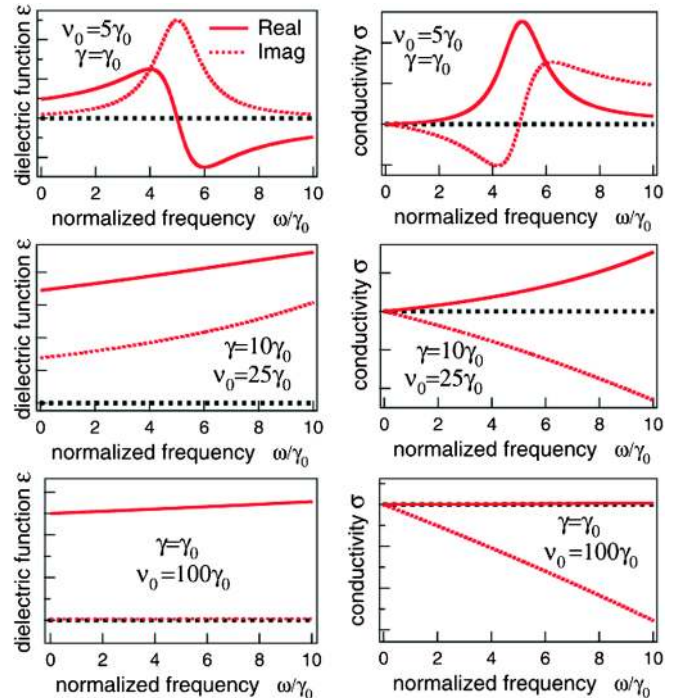 dielectric function ε
ν₀=5γ₀
γ=γ₀
Real
Imag
0 2 4 6 8 10
normalized frequency ω/γ₀
conductivity σ
ν₀=5γ₀
γ=γ₀
0 2 4 6 8 10
normalized frequency ω/γ₀
dielectric function ε
γ=10γ₀
ν₀=25γ₀
0 2 4 6 8 10
normalized frequency ω/γ₀
conductivity σ
γ=10γ₀
ν₀=25γ₀
0 2 4 6 8 10
normalized frequency ω/γ₀
dielectric function ε
γ=γ₀
ν₀=100γ₀
0 2 4 6 8 10
normalized frequency ω/γ₀
conductivity σ
γ=γ₀
ν₀=100γ₀
0 2 4 6 8 10
normalized frequency ω/γ₀